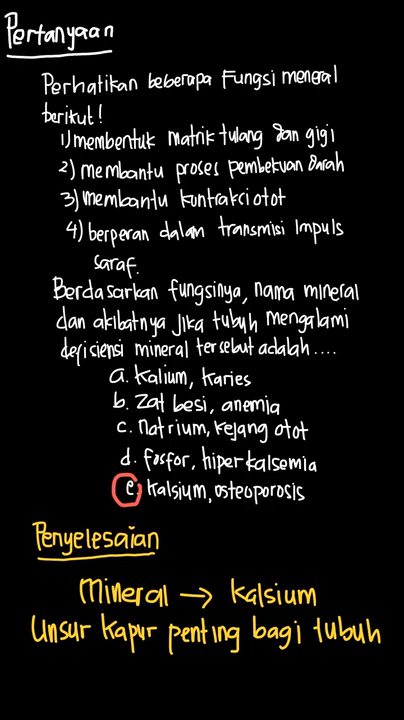 Pertanyaan
Perhatikan beberapa Fungsi meneral
berikut!
1) membentuk matrik tulang dan gigi
2) membantu proses pembekuan darah
3) membantu kuntraksi otot
4) berperan dalam transmisi Impuls
saraf.
Berdasarkan fungsinya, nama mineral
dan akibatnya jika tubuh mengalami
defisiensi mineral tersebut adalah ....
a. Kalium, karies
b. Zat besi, anemia
c. natrium, kejang otot
d. fosfor, hiperkalsemia
e. kalsium, osteoporosis
Penyelesaian
Mineral → kalsium
Unsur kapur penting bagi tubuh